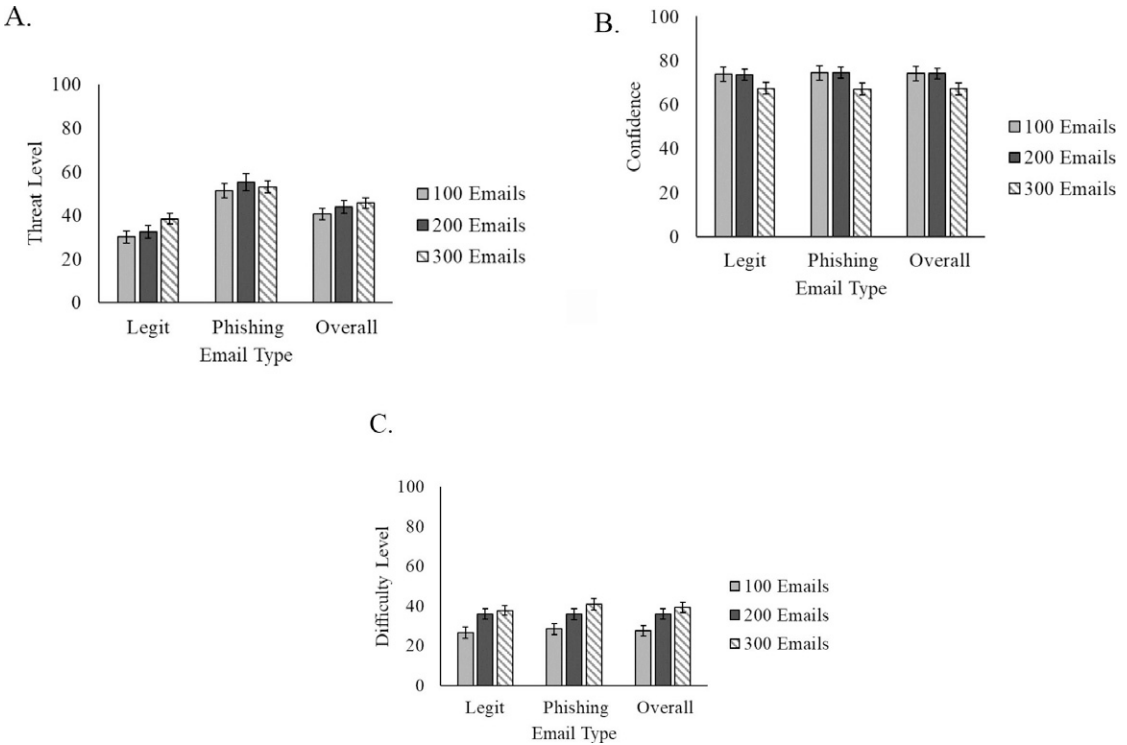 A.
100
80
60
40
20
0
Threat Level
Legit Phishing Overall
Email Type
100 Emails
200 Emails
300 Emails
B.
100
80
60
40
20
0
Confidence
Legit Phishing Overall
Email Type
100 Emails
200 Emails
300 Emails
C.
100
80
60
40
20
0
Difficulty Level
Legit Phishing Overall
Email Type
100 Emails
200 Emails
300 Emails